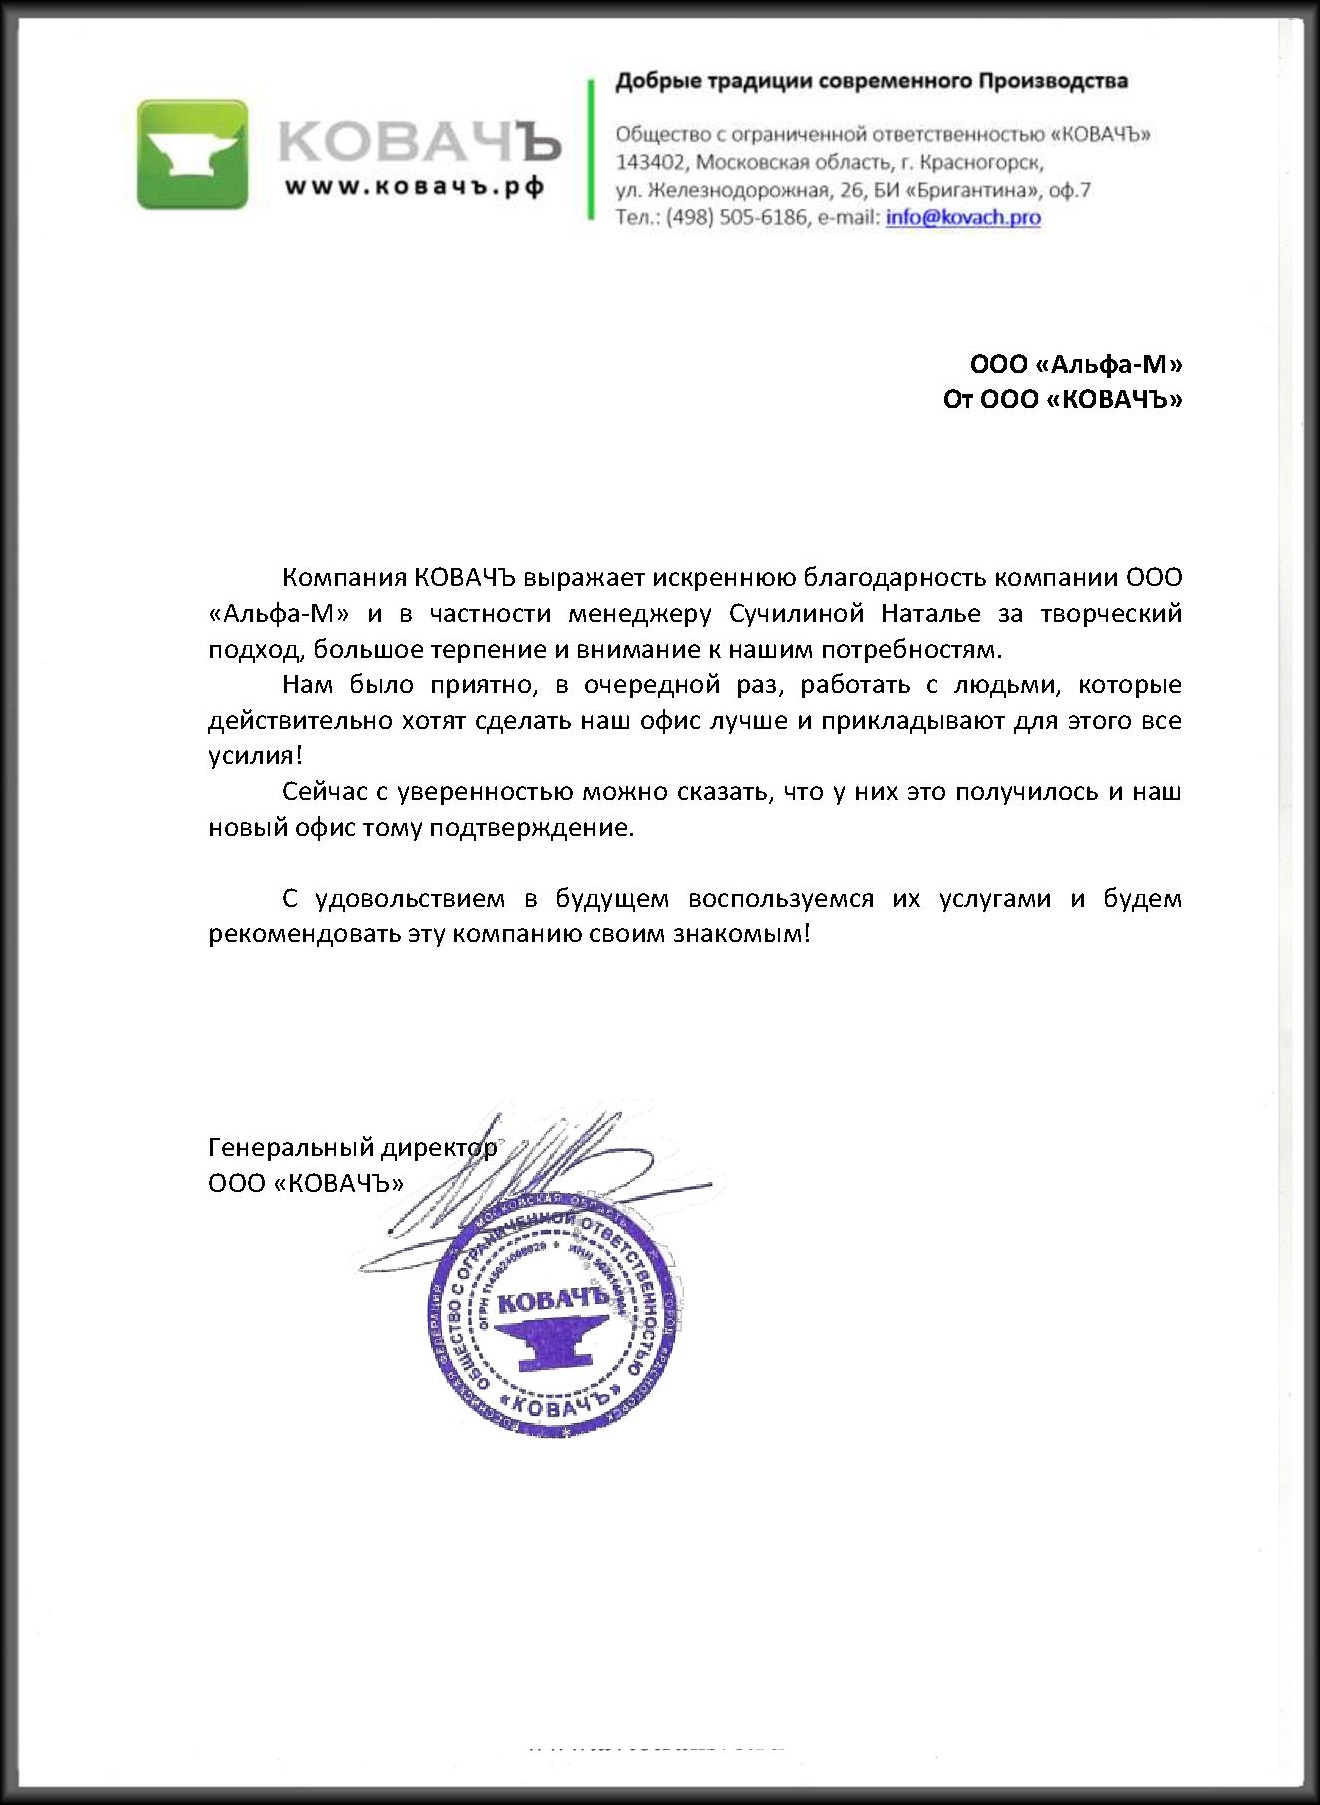 Добрые традиции современного Производства
КОВАЧЪ
www.ковачъ.рф
Общество с ограниченной ответственностью «КОВАЧЪ»
143402, Московская область, г. Красногорск,
ул. Железнодорожная, 26, БИ «Бригантина», оф.7
Тел.: (498) 505-6186, e-mail: info@kovach.pro
ООО «Альфа-М»
От ООО «КОВАЧЪ»
Компания КОВАЧЪ выражает искреннюю благодарность компании ООО
«Альфа-М» и в частности менеджеру Сучилиной Наталье за творческий
подход, большое терпение и внимание к нашим потребностям.
Нам было приятно, в очередной раз, работать с людьми, которые
действительно хотят сделать наш офис лучше и прикладывают для этого все
усилия!
Сейчас с уверенностью можно сказать, что у них это получилось и наш
новый офис тому подтверждение.
С удовольствием в будущем воспользуемся их услугами и будем
рекомендовать эту компанию своим знакомым!
Генеральный директор
ООО «КОВАЧЪ»
МОСКОВСКАЯ ОБЛАСТЬ
ОБЩЕСТВО С ОГРАНИЧЕННОЙ ОТВЕТСТВЕННОСТЬЮ
«КОВАЧЪ»
ОГРН
ИНН
КОВАЧЪ